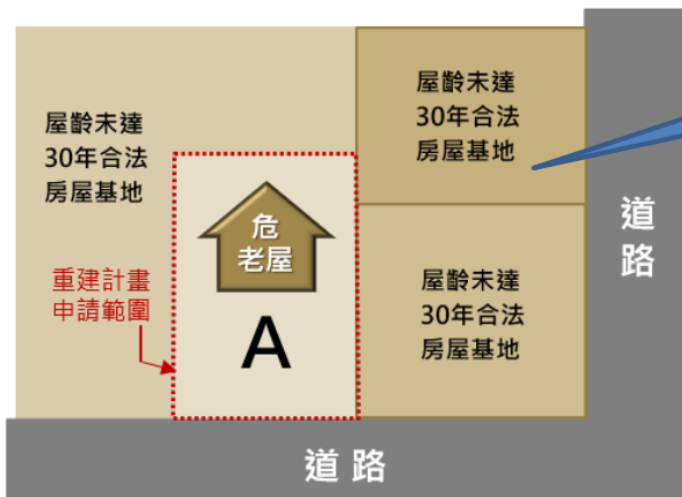 屋齡未達
30年合法
房屋基地
屋齡未達
30年合法
房屋基地
危
老屋
A
重建計畫
申請範圍
屋齡未達
30年合法
房屋基地
道
路
道路